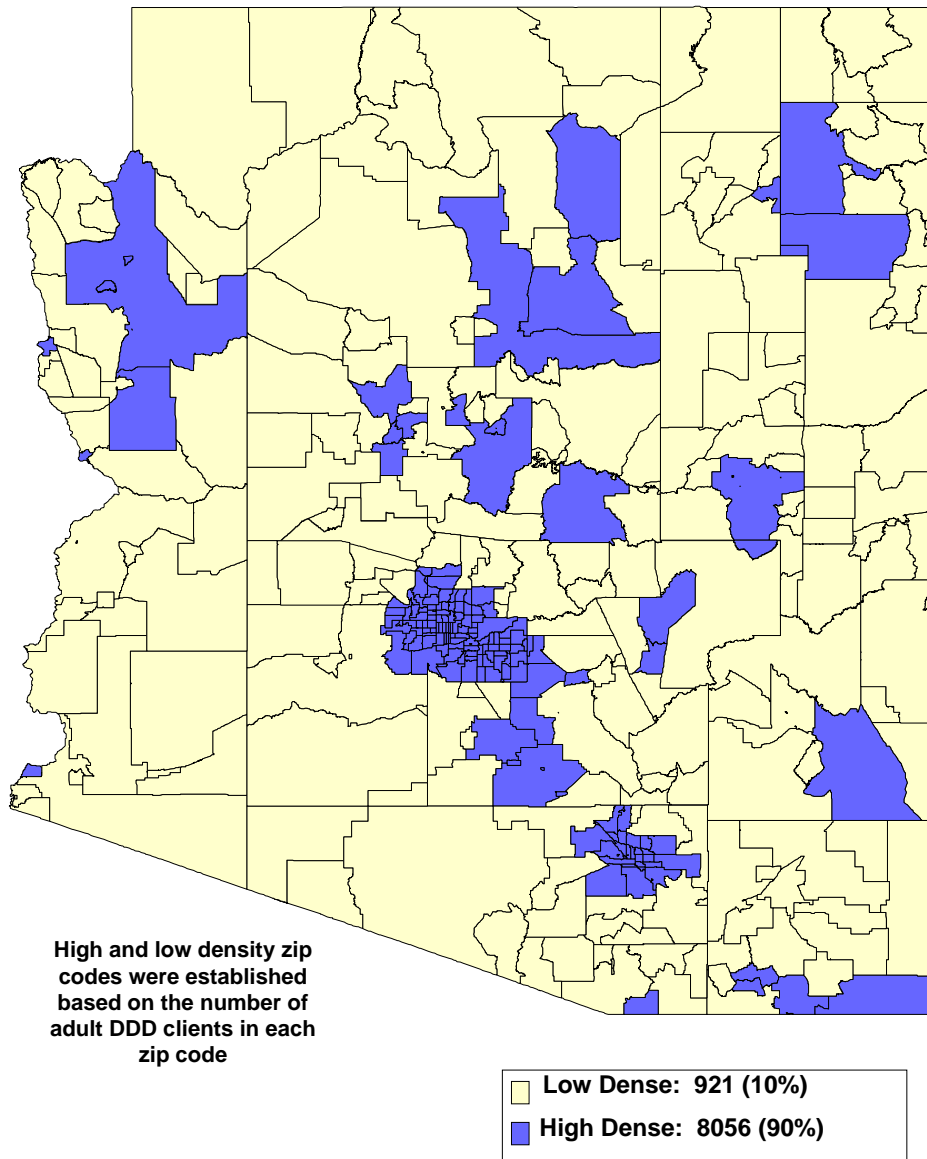 High and low density zip
codes were established
based on the number of
adult DDD clients in each
zip code
Low Dense: 921 (10%)
High Dense: 8056 (90%)